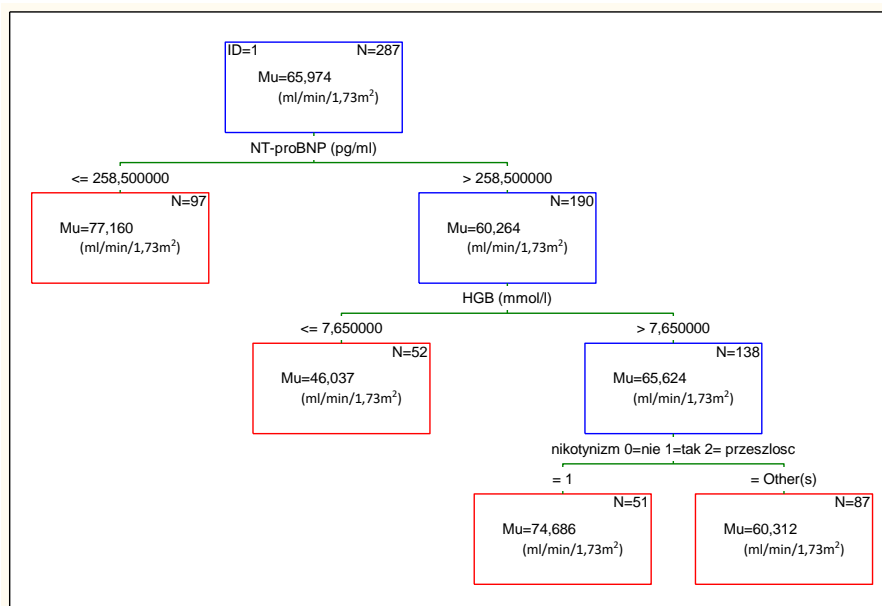 ID=1 N=287
Mu=65,974
(ml/min/1,73m²)
NT-proBNP (pg/ml)
<= 258,500000 > 258,500000
N=97 N=190
Mu=77,160 Mu=60,264
(ml/min/1,73m²) (ml/min/1,73m²)
HGB (mmol/l)
<= 7,650000 > 7,650000
N=52 N=138
Mu=46,037 Mu=65,624
(ml/min/1,73m²) (ml/min/1,73m²)
nikotynizm 0=nie 1=tak 2= przeszlosc
= 1 = Other(s)
N=51 N=87
Mu=74,686 Mu=60,312
(ml/min/1,73m²) (ml/min/1,73m²)